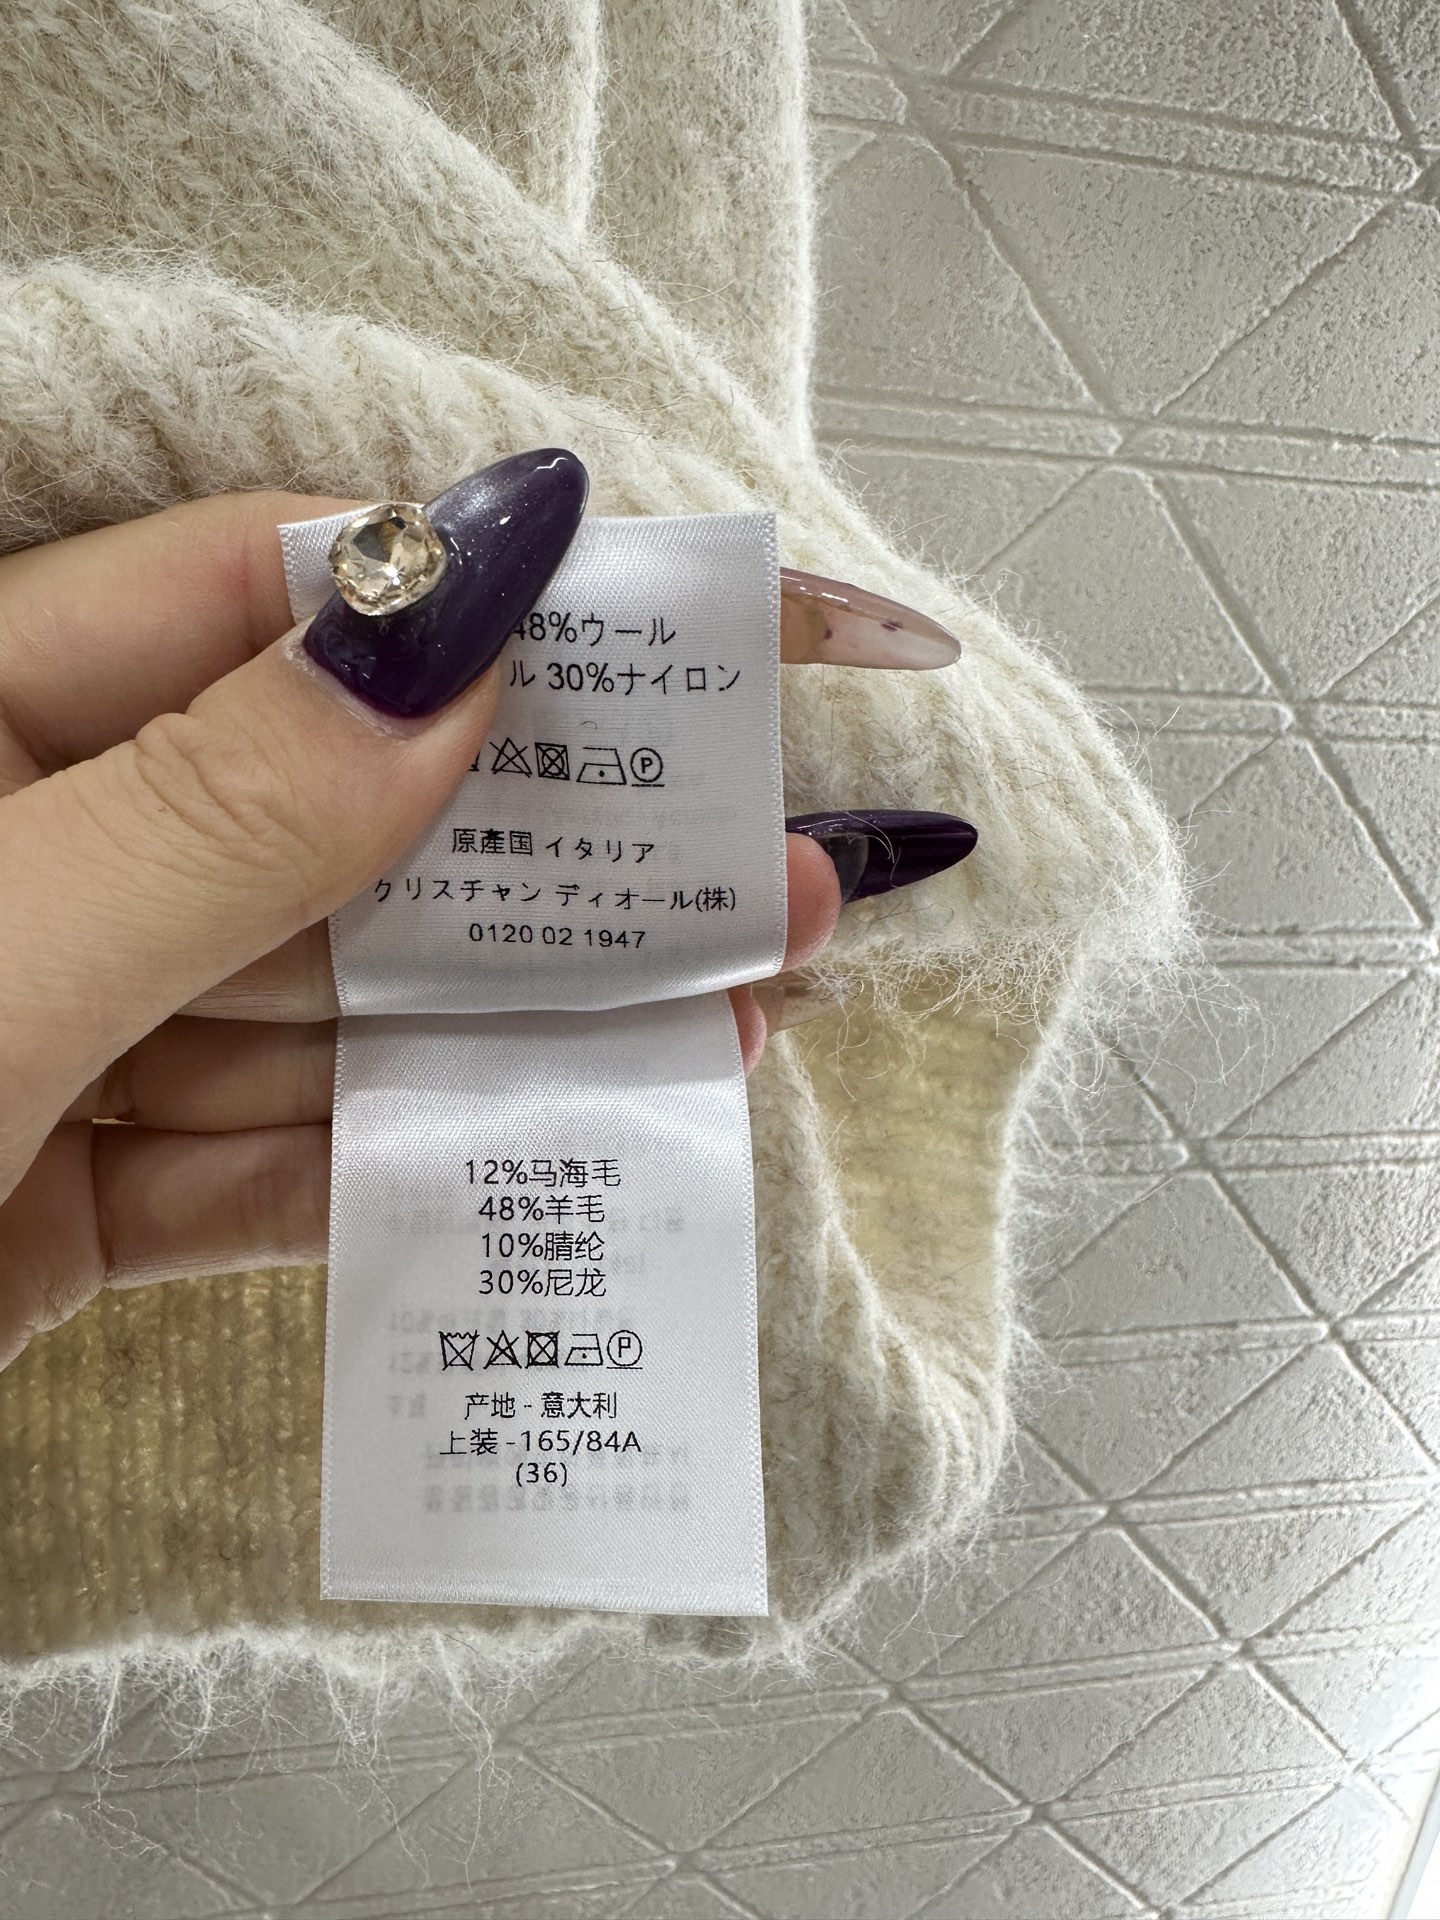 48%ウール
ル 30%ナイロン
P
原產国 イタリア
クリスチャン ディオール(株)
0120 02 1947
12%马海毛
48%羊毛
10%腈纶
30%尼龙
P
产地 - 意大利
上装 -165/84A
(36)